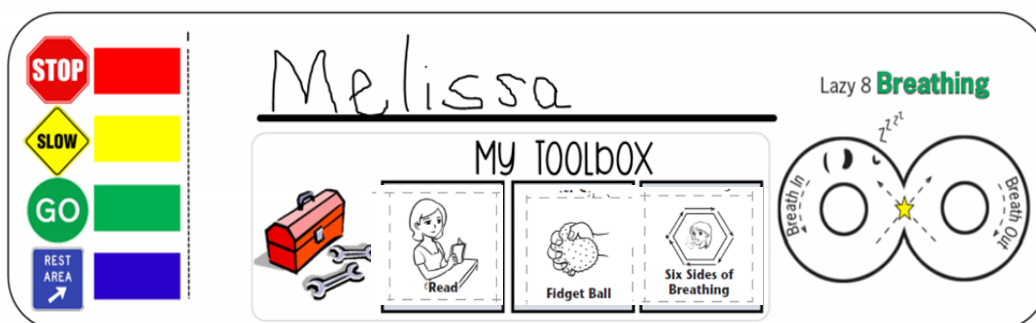 STOP
SLOW
GO
REST
AREA
Melissa
MY TOOLBOX
Read
Fidget Ball
Six Sides of
Breathing
Lazy 8 Breathing
Z Z Z Z
Breath In
Breath Out